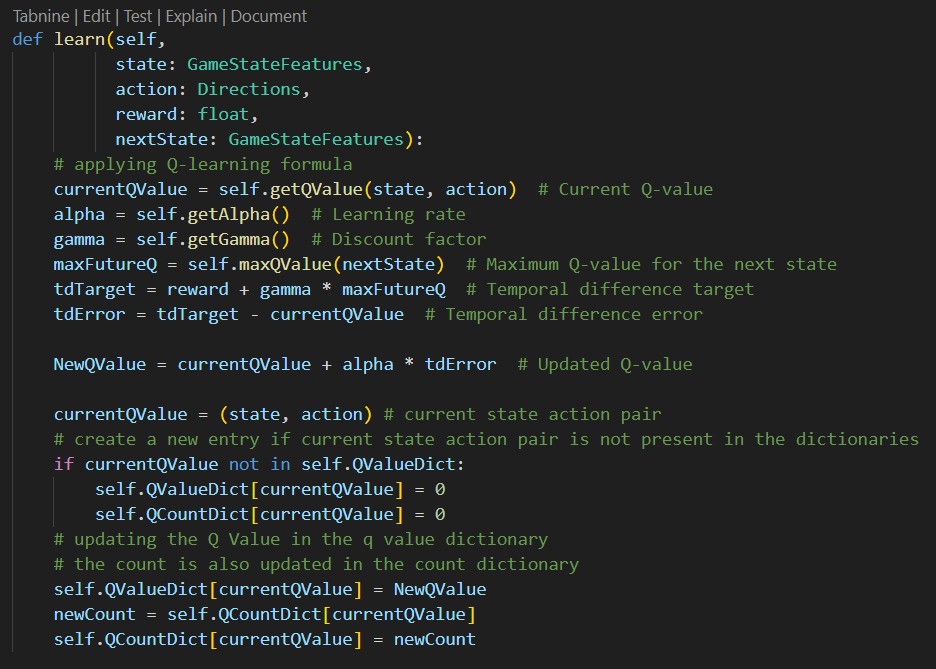 Tabnine | Edit | Test | Explain | Document
def learn(self,
          state: GameStateFeatures,
          action: Directions,
          reward: float,
          nextState: GameStateFeatures):
    # applying Q-learning formula
    currentQValue = self.getQValue(state, action)  # Current Q-value
    alpha = self.getAlpha()  # Learning rate
    gamma = self.getGamma()  # Discount factor
    maxFutureQ = self.maxQValue(nextState)  # Maximum Q-value for the next state
    tdTarget = reward + gamma * maxFutureQ  # Temporal difference target
    tdError = tdTarget - currentQValue  # Temporal difference error

    NewQValue = currentQValue + alpha * tdError  # Updated Q-value

    currentQValue = (state, action) # current state action pair
    # create a new entry if current state action pair is not present in the dictionaries
    if currentQValue not in self.QValueDict:
        self.QValueDict[currentQValue] = 0
        self.QCountDict[currentQValue] = 0
    # updating the Q Value in the q value dictionary
    # the count is also updated in the count dictionary
    self.QValueDict[currentQValue] = NewQValue
    newCount = self.QCountDict[currentQValue]
    self.QCountDict[currentQValue] = newCount